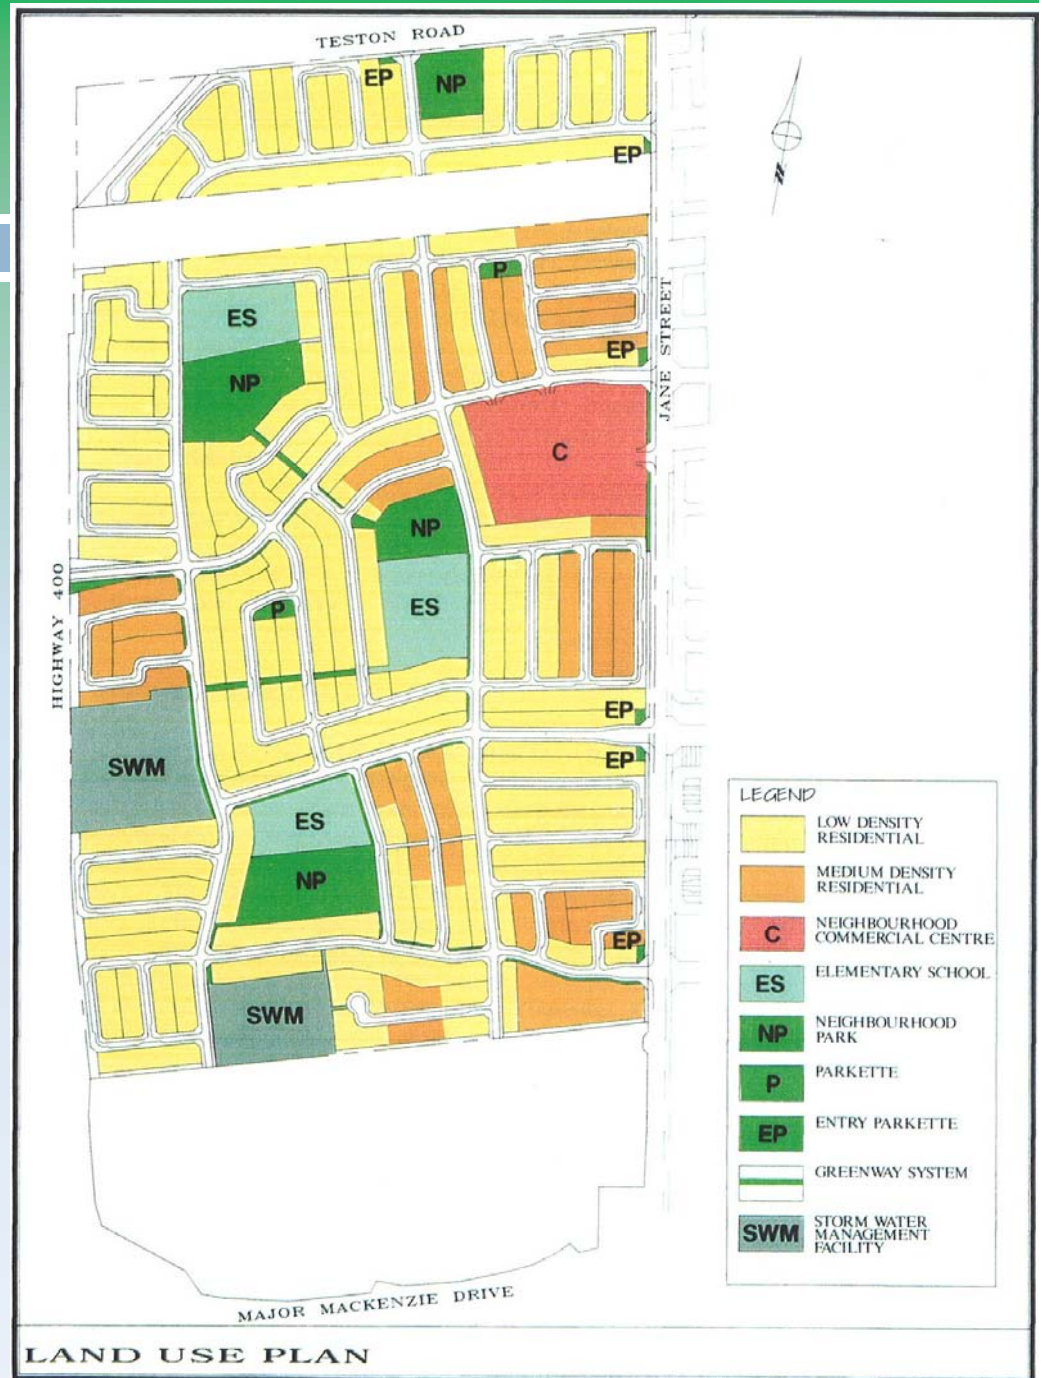 TESTON ROAD
EP
NP
EP
P
ES
JANE STREET
EP
NP
C
NP
HIGHWAY 400
ES
P
EP
EP
SWM
LEGEND
LOW DENSITY
RESIDENTIAL
ES
MEDIUM DENSITY
RESIDENTIAL
NP
C
NEIGHBOURHOOD
COMMERCIAL CENTRE
EP
ES
ELEMENTARY SCHOOL
SWM
NP
NEIGHBOURHOOD
PARK
P
PARKETTE
EP
ENTRY PARKETTE
GREENWAY SYSTEM
SWM
STORM WATER
MANAGEMENT
FACILITY
MAJOR MACKENZIE DRIVE
LAND USE PLAN